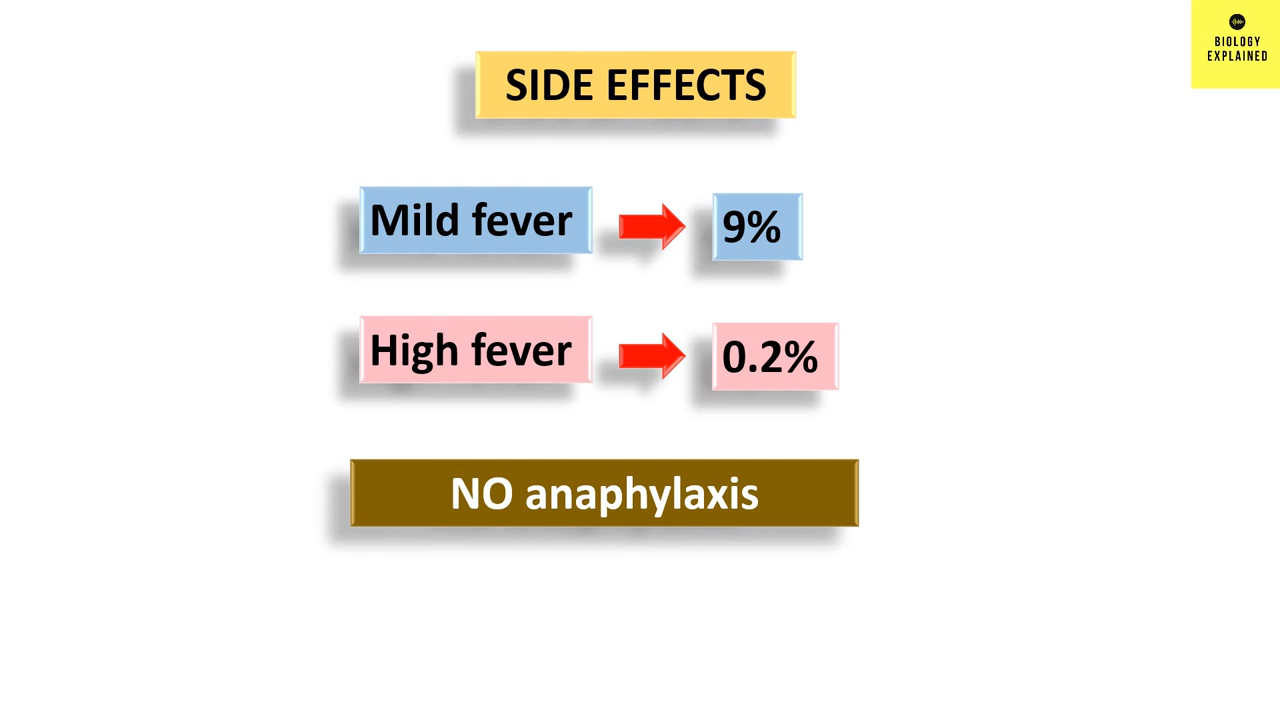 BIOLOGY
EXPLAINED
SIDE EFFECTS
Mild fever 9%
High fever 0.2%
NO anaphylaxis